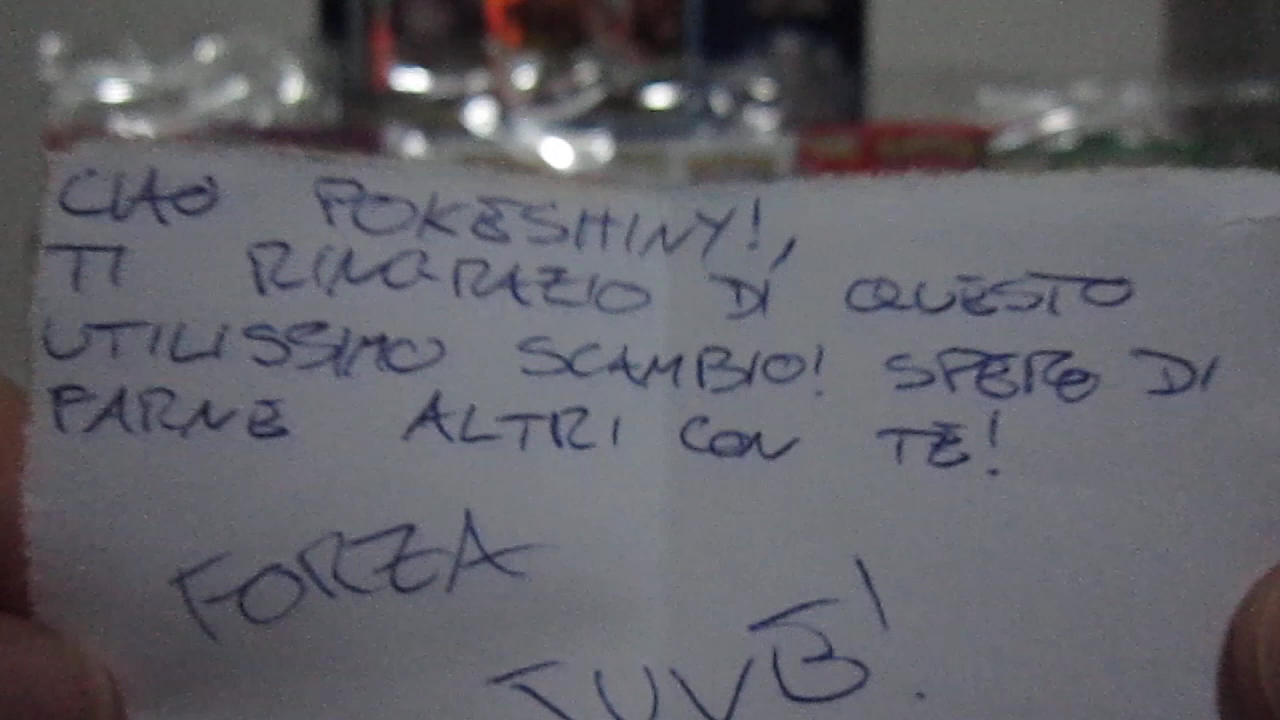 CIAO POKESHINY!,
TI RINGRAZIO DI QUESTO
UTILISSIMO SCAMBIO! SPERO DI
FARNE ALTRI CON TE!
FORZA
JUVE!